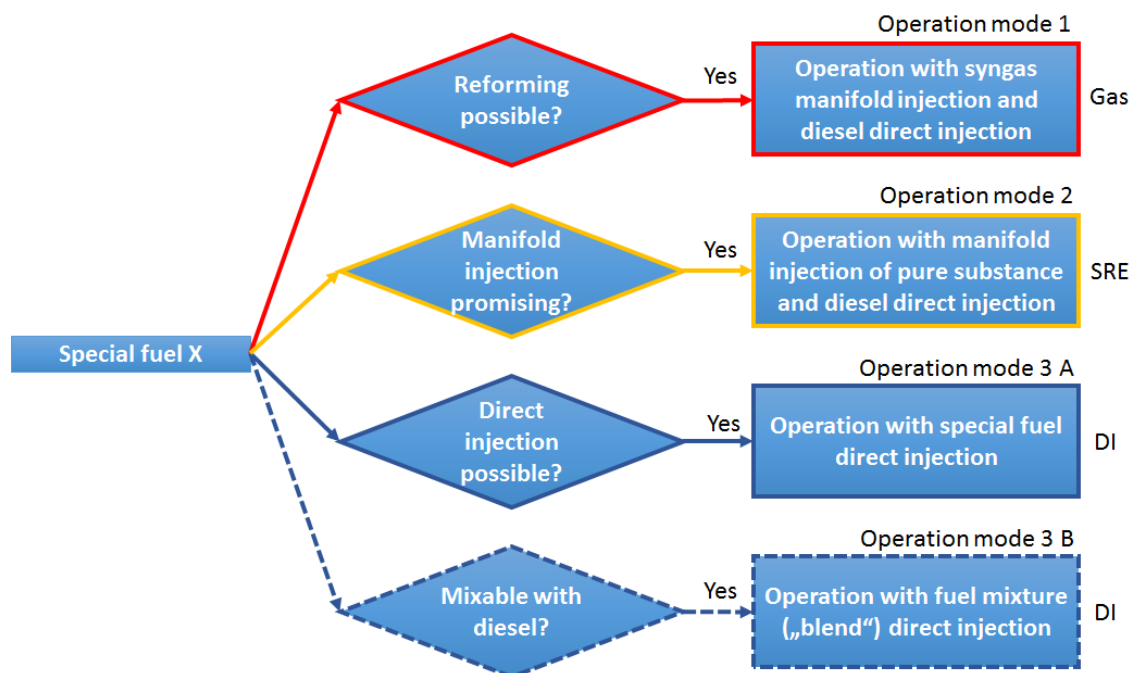 Operation mode 1
Reforming
possible?
Yes
Operation with syngas
manifold injection and
diesel direct injection
Gas
Operation mode 2
Manifold
injection
promising?
Yes
Operation with manifold
injection of pure substance
and diesel direct injection
SRE
Special fuel X
Operation mode 3 A
Direct
injection
possible?
Yes
Operation with special fuel
direct injection
DI
Operation mode 3 B
Mixable with
diesel?
Yes
Operation with fuel mixture
(„blend“) direct injection
DI